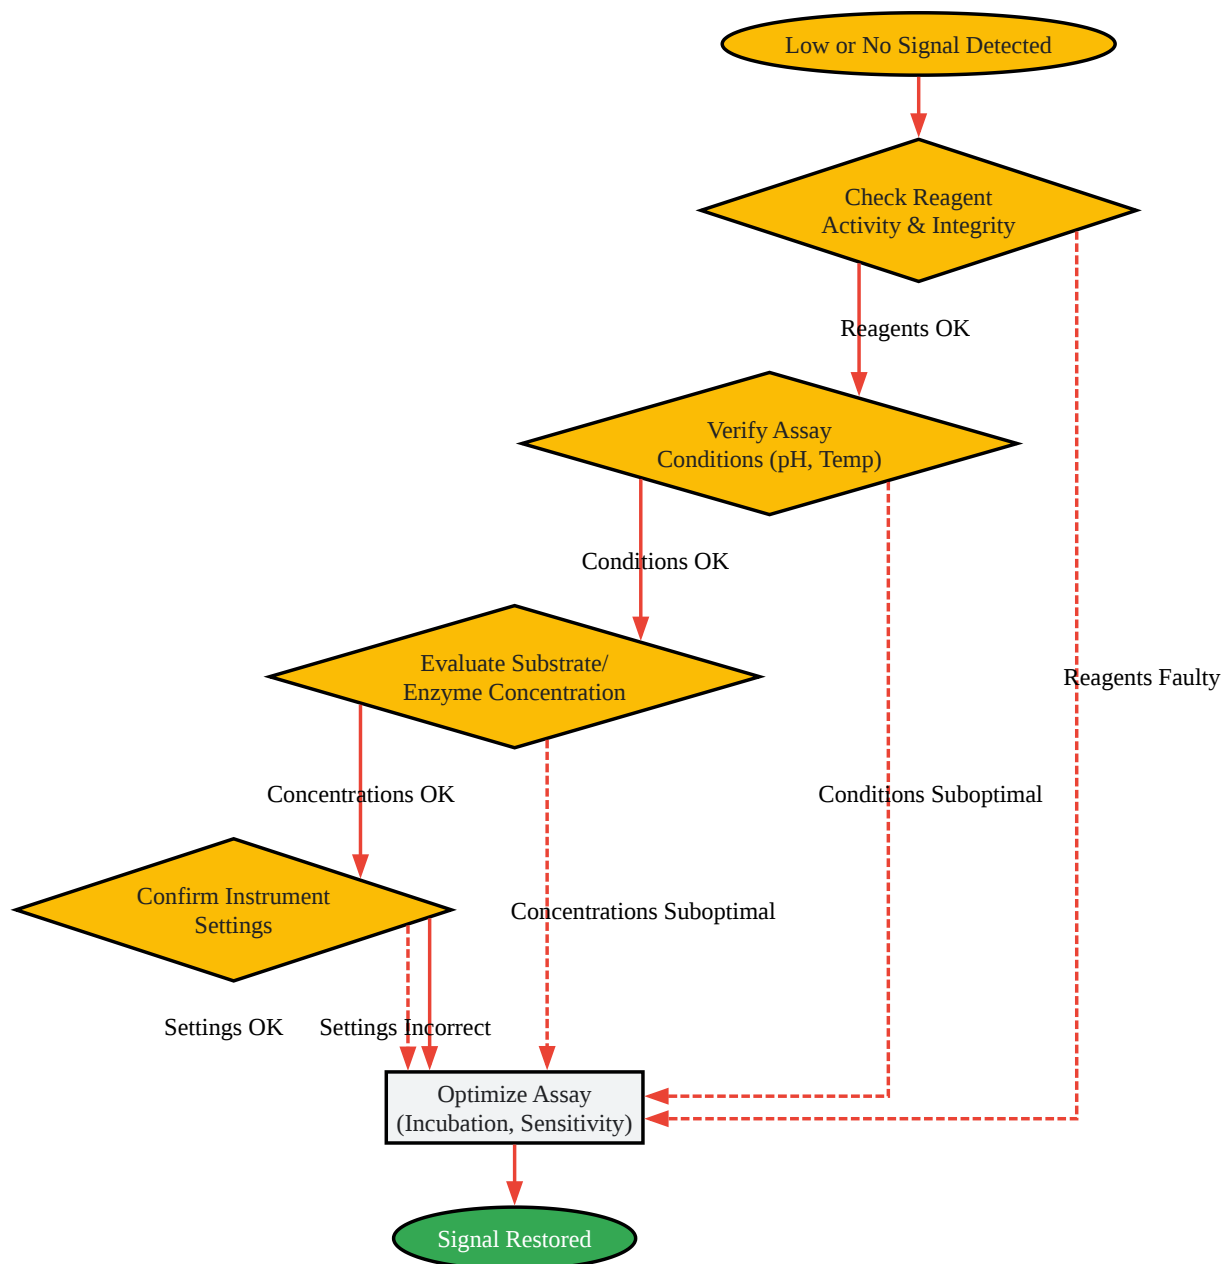 Low or No Signal Detected
Check Reagent
Activity & Integrity
Reagents OK
Verify Assay
Conditions (pH, Temp)
Conditions OK
Evaluate Substrate/
Enzyme Concentration
Reagents Faulty
Concentrations OK
Conditions Suboptimal
Confirm Instrument
Settings
Concentrations Suboptimal
Settings OK
Settings Incorrect
Optimize Assay
(Incubation, Sensitivity)
Signal Restored